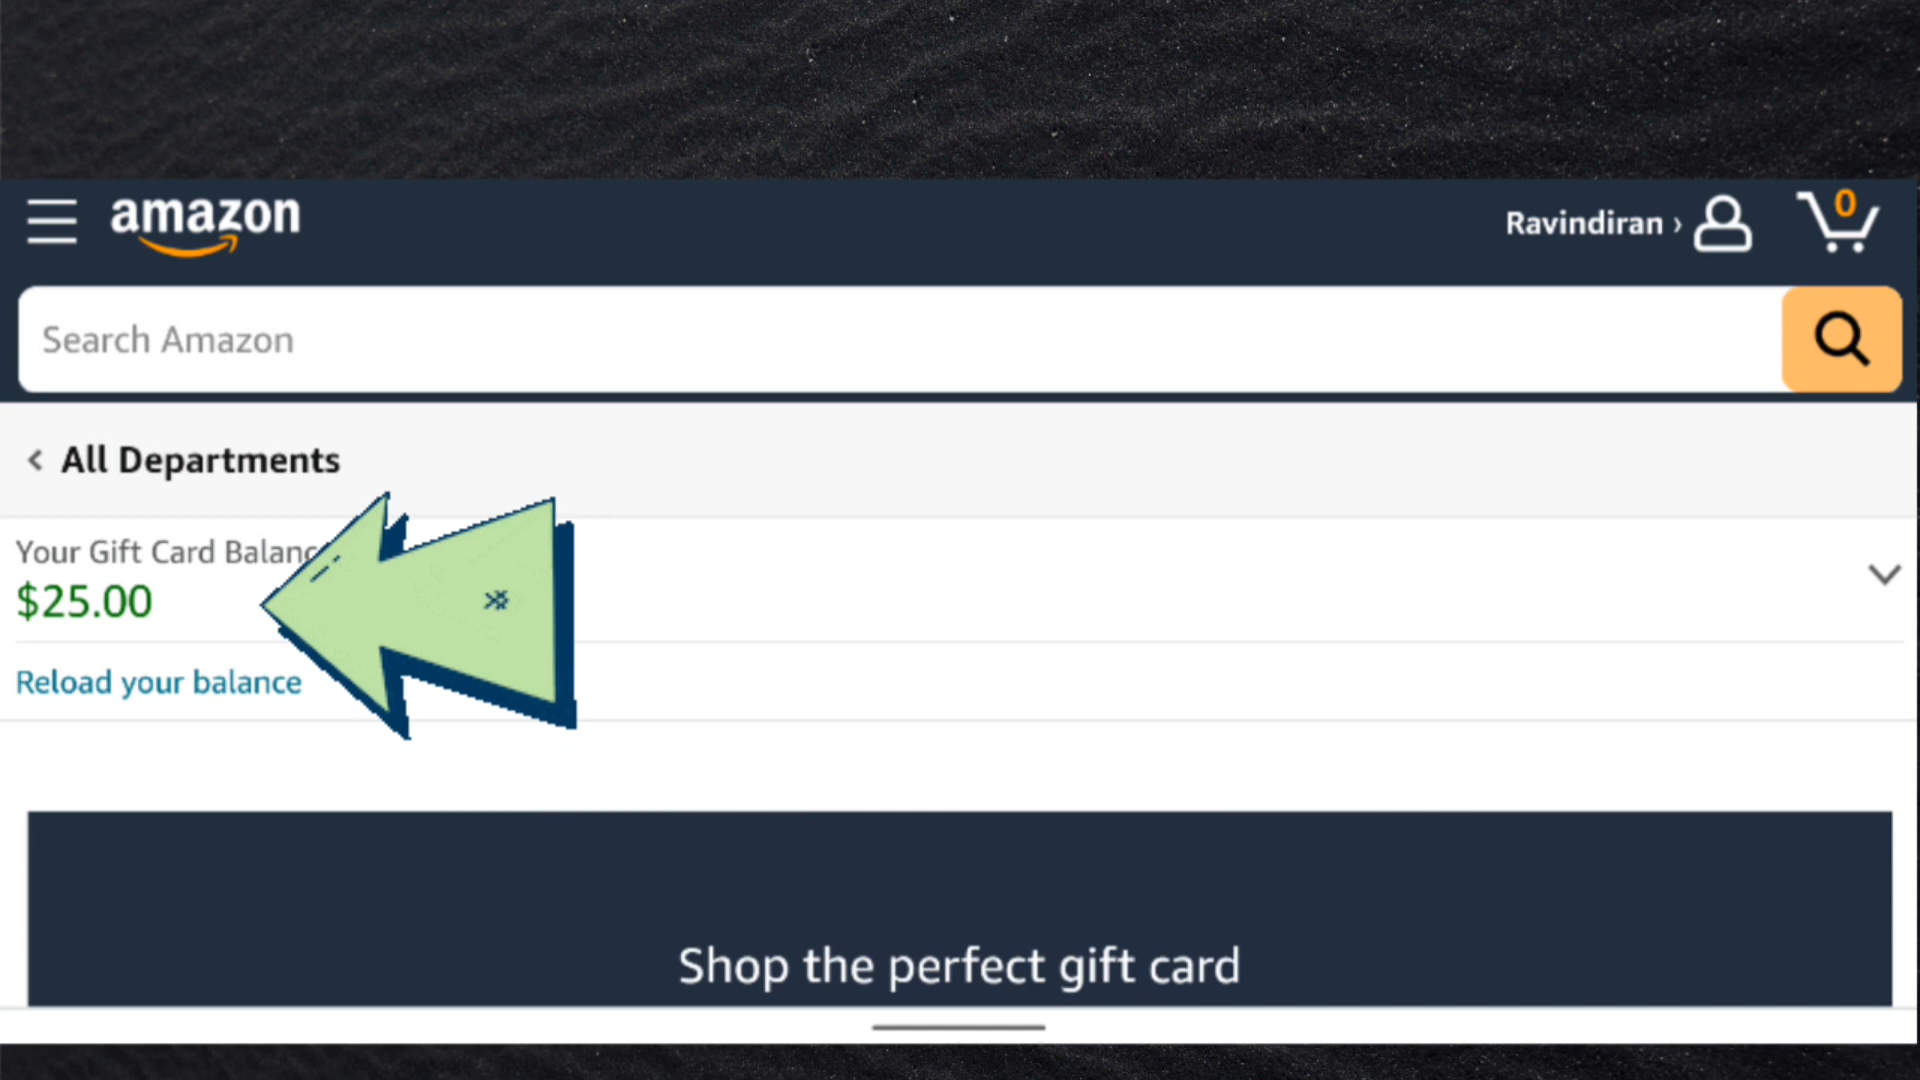 amazon
Ravindiran ›
0
Search Amazon
‹ All Departments
Your Gift Card Balanc
$25.00
Reload your balance
Shop the perfect gift card